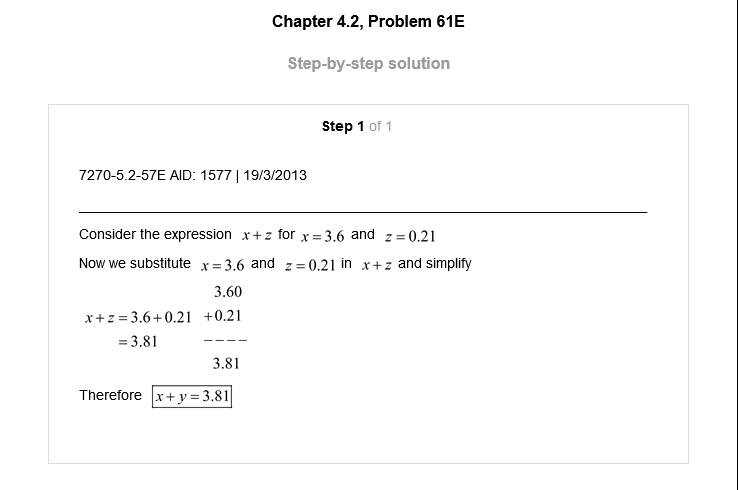 Chapter 4.2, Problem 61E
Step-by-step solution
Step 1 of 1
7270-5.2-57E AID: 1577 | 19/3/2013
Consider the expression x+z for x=3.6 and z=0.21
Now we substitute x=3.6 and z=0.21 in x+z and simplify
3.60
x+z=3.6+0.21 +0.21
=3.81 ----
3.81
Therefore x+y=3.81